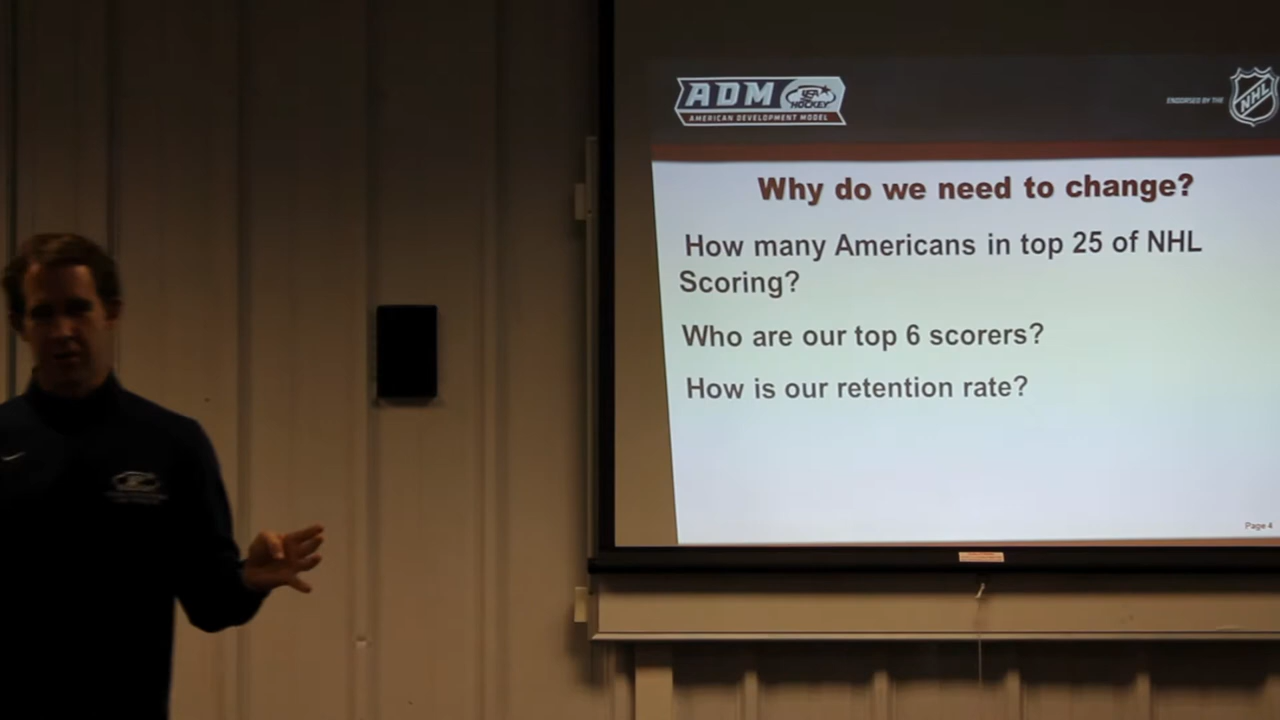 ADM
USA
HOCKEY
AMERICAN DEVELOPMENT MODEL
ENDORSED BY THE
NHL
Why do we need to change?
How many Americans in top 25 of NHL
Scoring?
Who are our top 6 scorers?
How is our retention rate?
Page 4